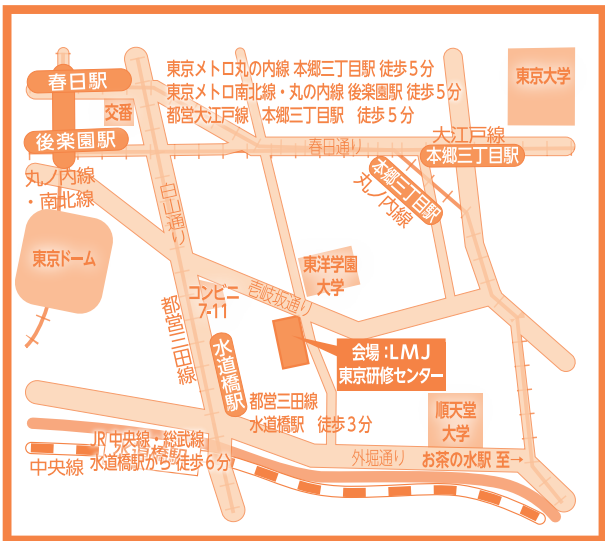 東京メトロ丸の内線 本郷三丁目駅 徒歩５分
東京メトロ南北線・丸の内線 後楽園駅 徒歩５分
都営大江戸線　本郷三丁目駅　徒歩５分
春日駅
交番
後楽園駅
東京大学
大江戸線
本郷三丁目駅
春日通り
本郷三丁目駅
丸ノ内線
丸ノ内線
・南北線
白山通り
東京ドーム
東洋学園
大学
コンビニ
7-11
壱岐坂通り
都営三田線
水道橋駅
会場：ＬＭＪ
東京研修センター
都営三田線
水道橋駅　徒歩３分
順天堂
大学
JR中央線・総武線
水道橋駅
水道橋駅から 徒歩６分
中央線
外堀通り
お茶の水駅 至→